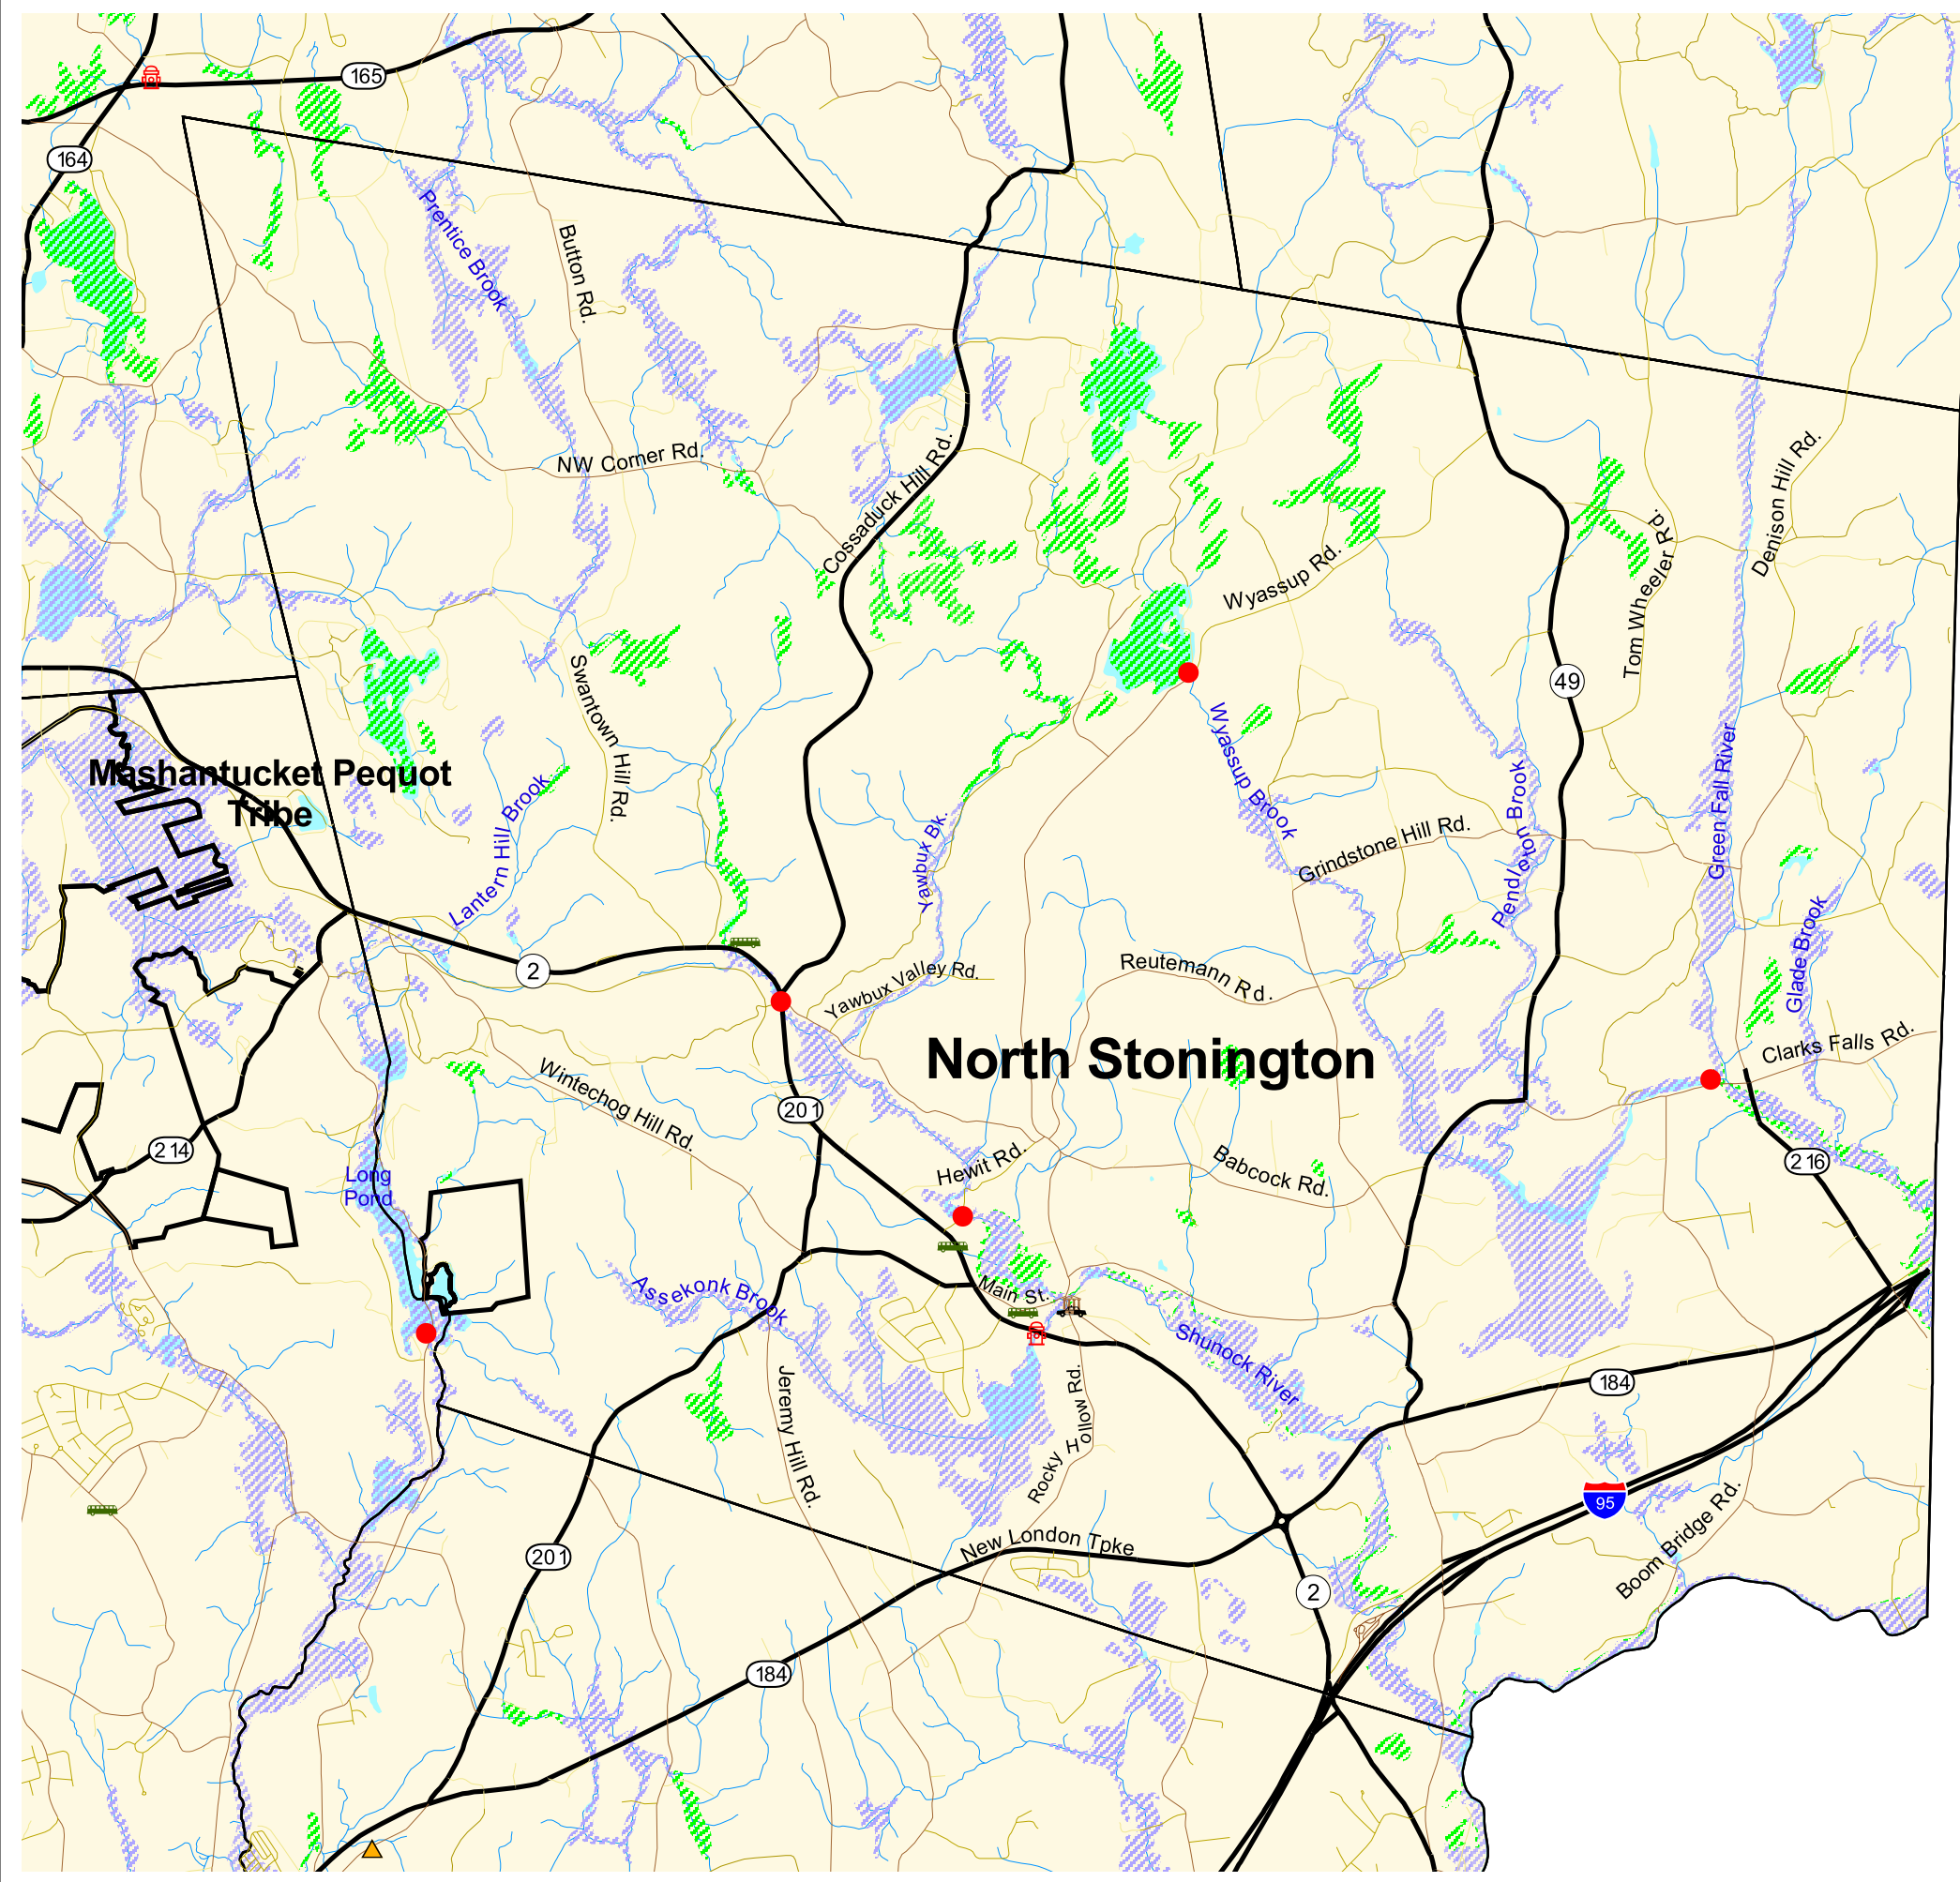 165
164
Prentice Brook
Button Rd.
NW Corner Rd.
Cossaduck Hill Rd.
Denison Hill Rd.
Tom Wheeler Rd.
Wyassup Rd.
49
Swantown Hill Rd.
Wyassup Brook
Green Fall River
Mashantucket Pequot
Tribe
Lantern Hill Brook
Yawbux Bk.
Pendleton Brook
Grindstone Hill Rd.
Glade Brook
2
Yawbux Valley Rd.
Reutemann Rd.
Clarks Falls Rd.
North Stonington
Wintechog Hill Rd.
201
214
Long
Pond
Hewit Rd.
Babcock Rd.
216
Assekonk Brook
Main St.
Shunock River
Jeremy Hill Rd.
Rocky Hollow Rd.
184
95
Boom Bridge Rd.
New London Tpke
201
2
184